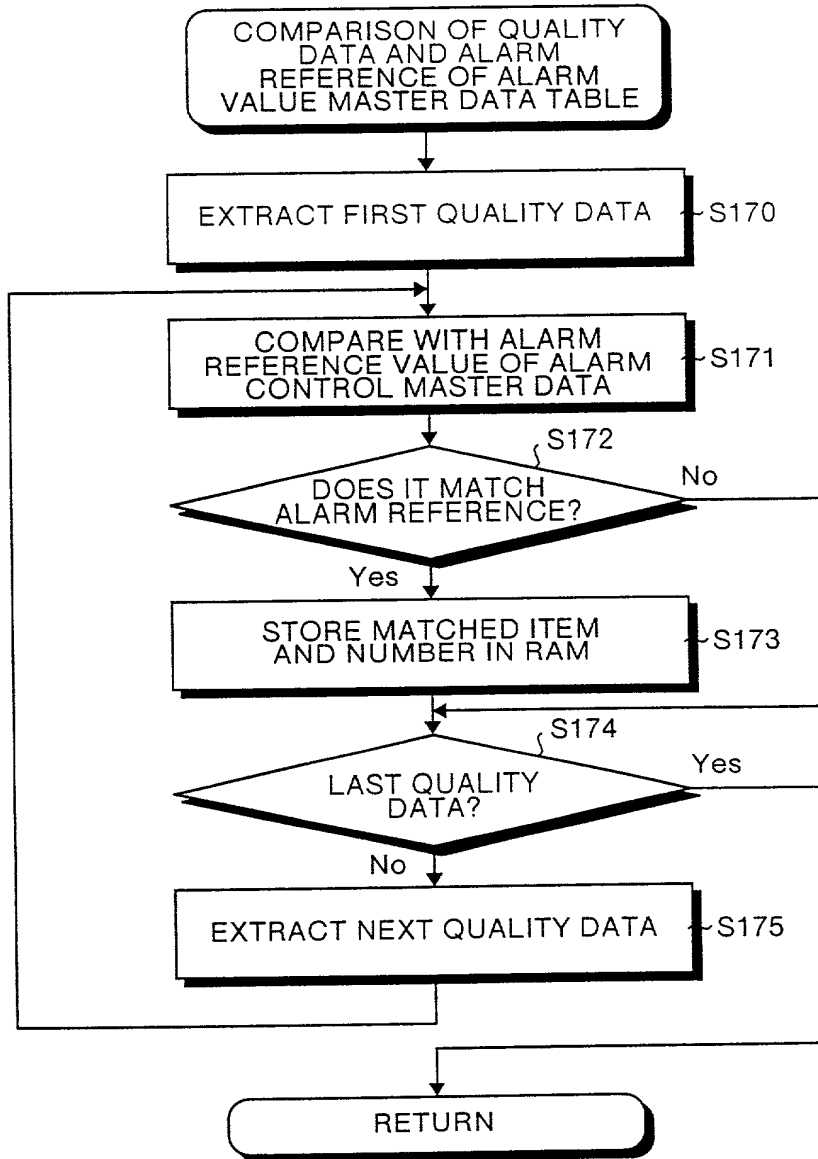 COMPARISON OF QUALITY
DATA AND ALARM
REFERENCE OF ALARM
VALUE MASTER DATA TABLE
EXTRACT FIRST QUALITY DATA
S170
COMPARE WITH ALARM
REFERENCE VALUE OF ALARM
CONTROL MASTER DATA
S171
S172
DOES IT MATCH
ALARM REFERENCE?
No
Yes
STORE MATCHED ITEM
AND NUMBER IN RAM
S173
S174
LAST QUALITY
DATA?
Yes
No
EXTRACT NEXT QUALITY DATA
S175
RETURN